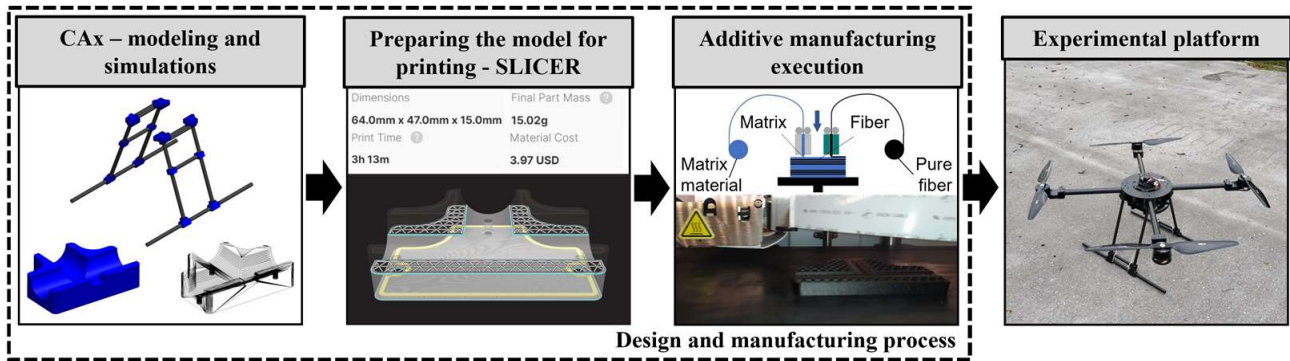 CAx – modeling and
simulations
Preparing the model for
printing - SLICER
Additive manufacturing
execution
Experimental platform
Dimensions
Final Part Mass ?
64.0mm x 47.0mm x 15.0mm
15.02g
Print Time ?
Material Cost
3h 13m
3.97 USD
Matrix
Fiber
Matrix
material
Pure
fiber
Design and manufacturing process